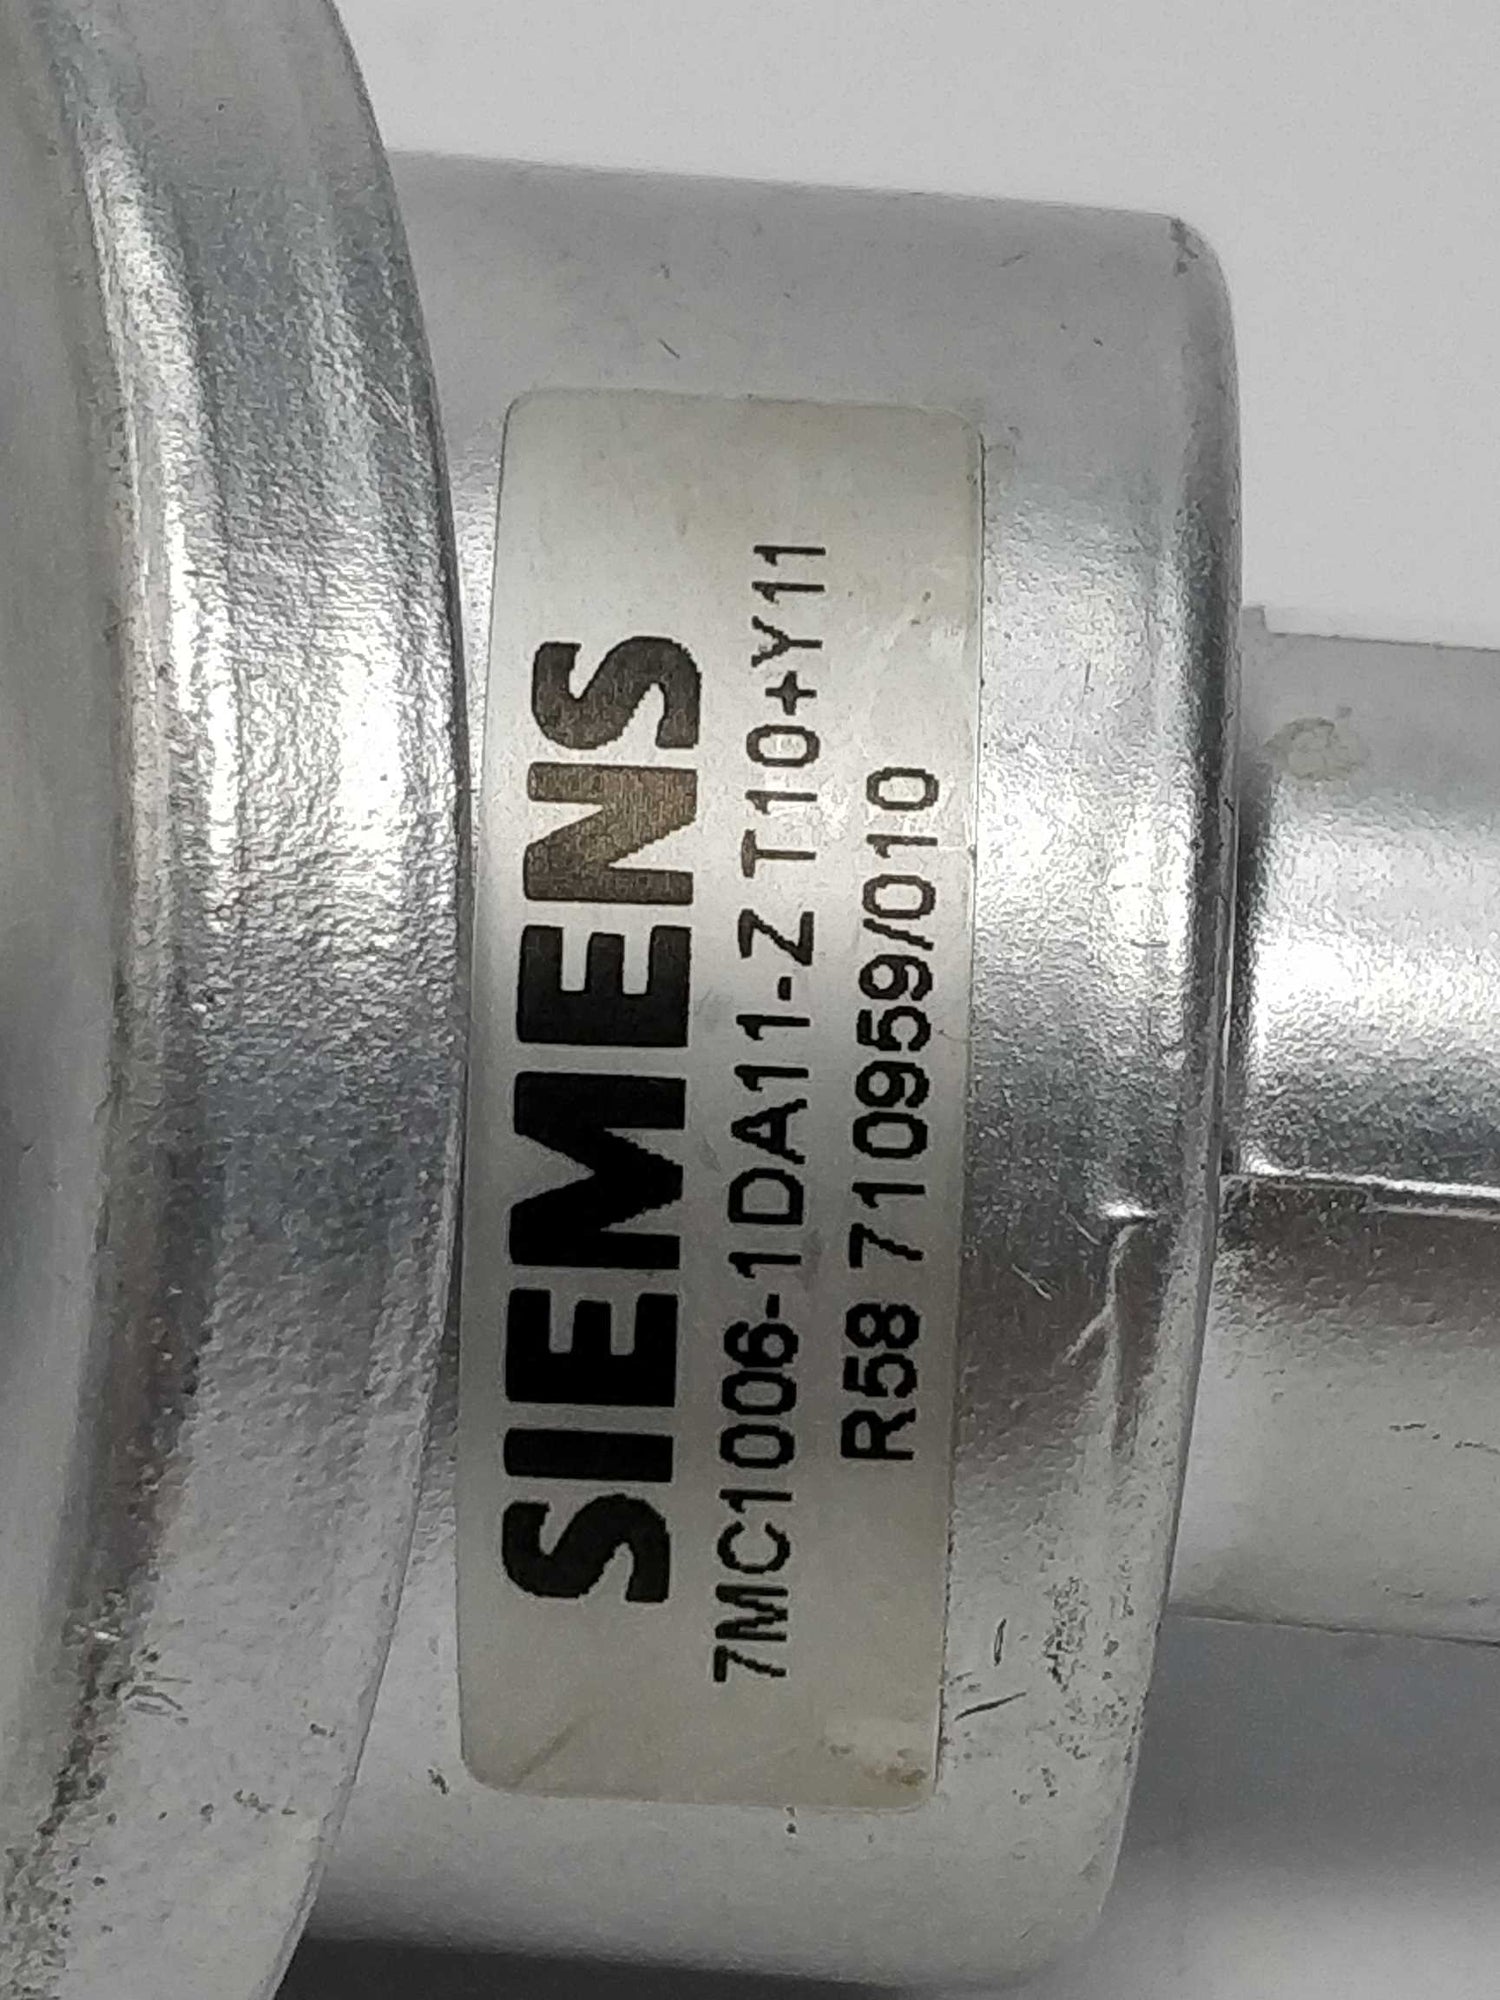 SIEMENS
7MC1006-1DA11-Z T10+Y11
R58 710959/010